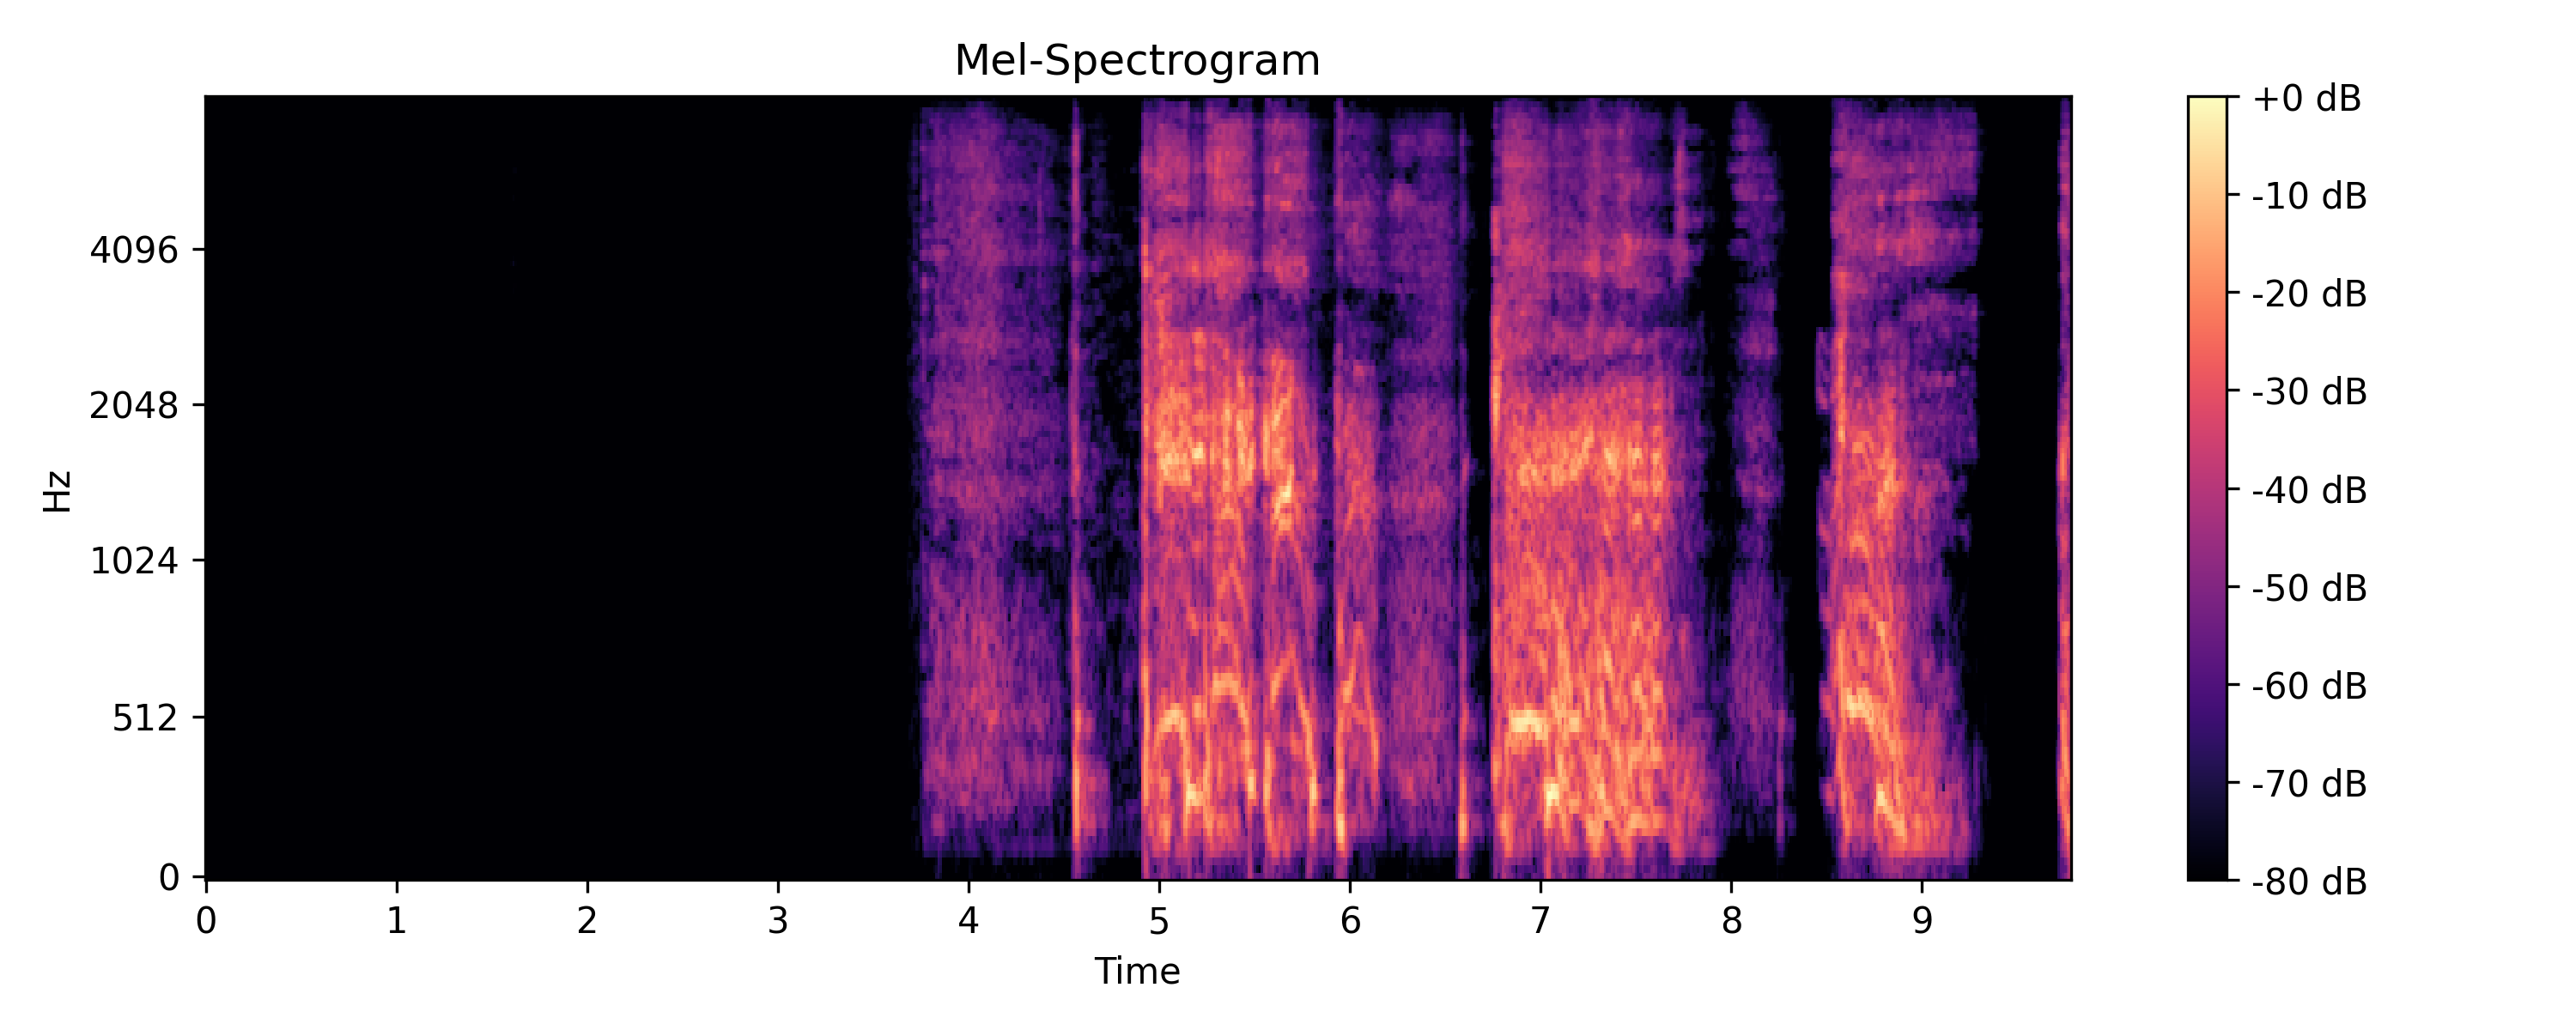 Mel-Spectrogram
+0 dB
-10 dB
-20 dB
-30 dB
-40 dB
-50 dB
-60 dB
-70 dB
-80 dB
4096
2048
1024
512
0
Hz
0 1 2 3 4 5 6 7 8 9
Time